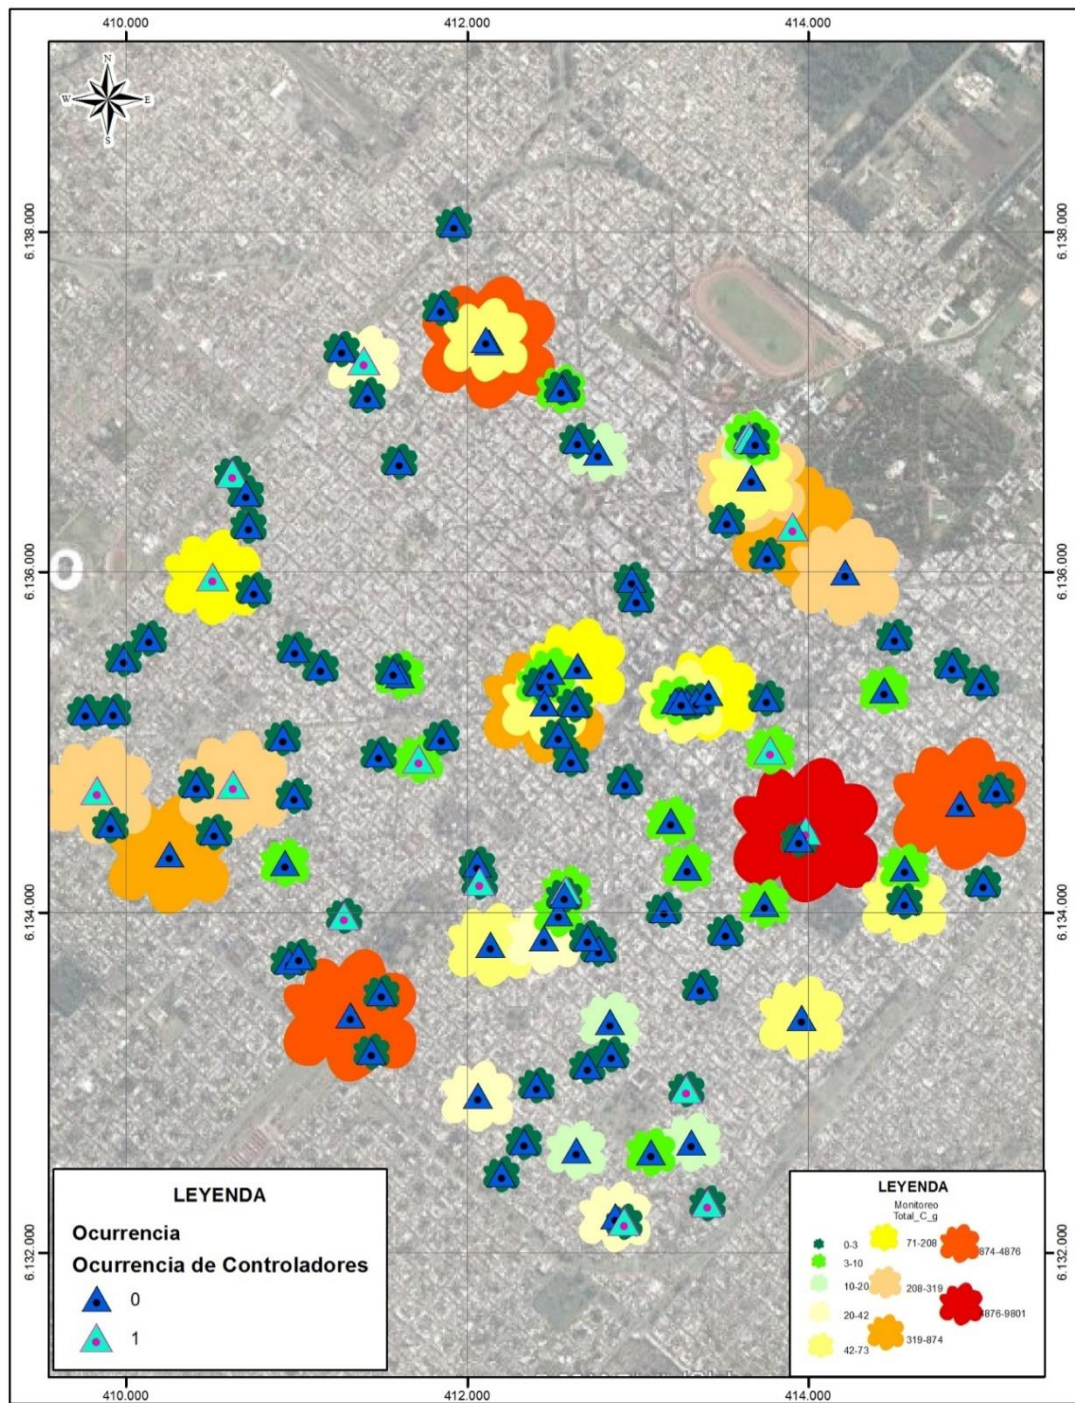 410.000 412.000 414.000
N
W E
S
6.138.000 6.138.000
6.136.000 6.136.000
6.134.000 6.134.000
6.132.000 6.132.000
LEYENDA
Ocurrencia
Ocurrencia de Controladores
0
1
LEYENDA
Monitoreo
Total_C_g
0-3
3-10
10-20
20-42
42-73
71-208
208-319
319-874
874-4876
4876-9801
410.000 412.000 414.000